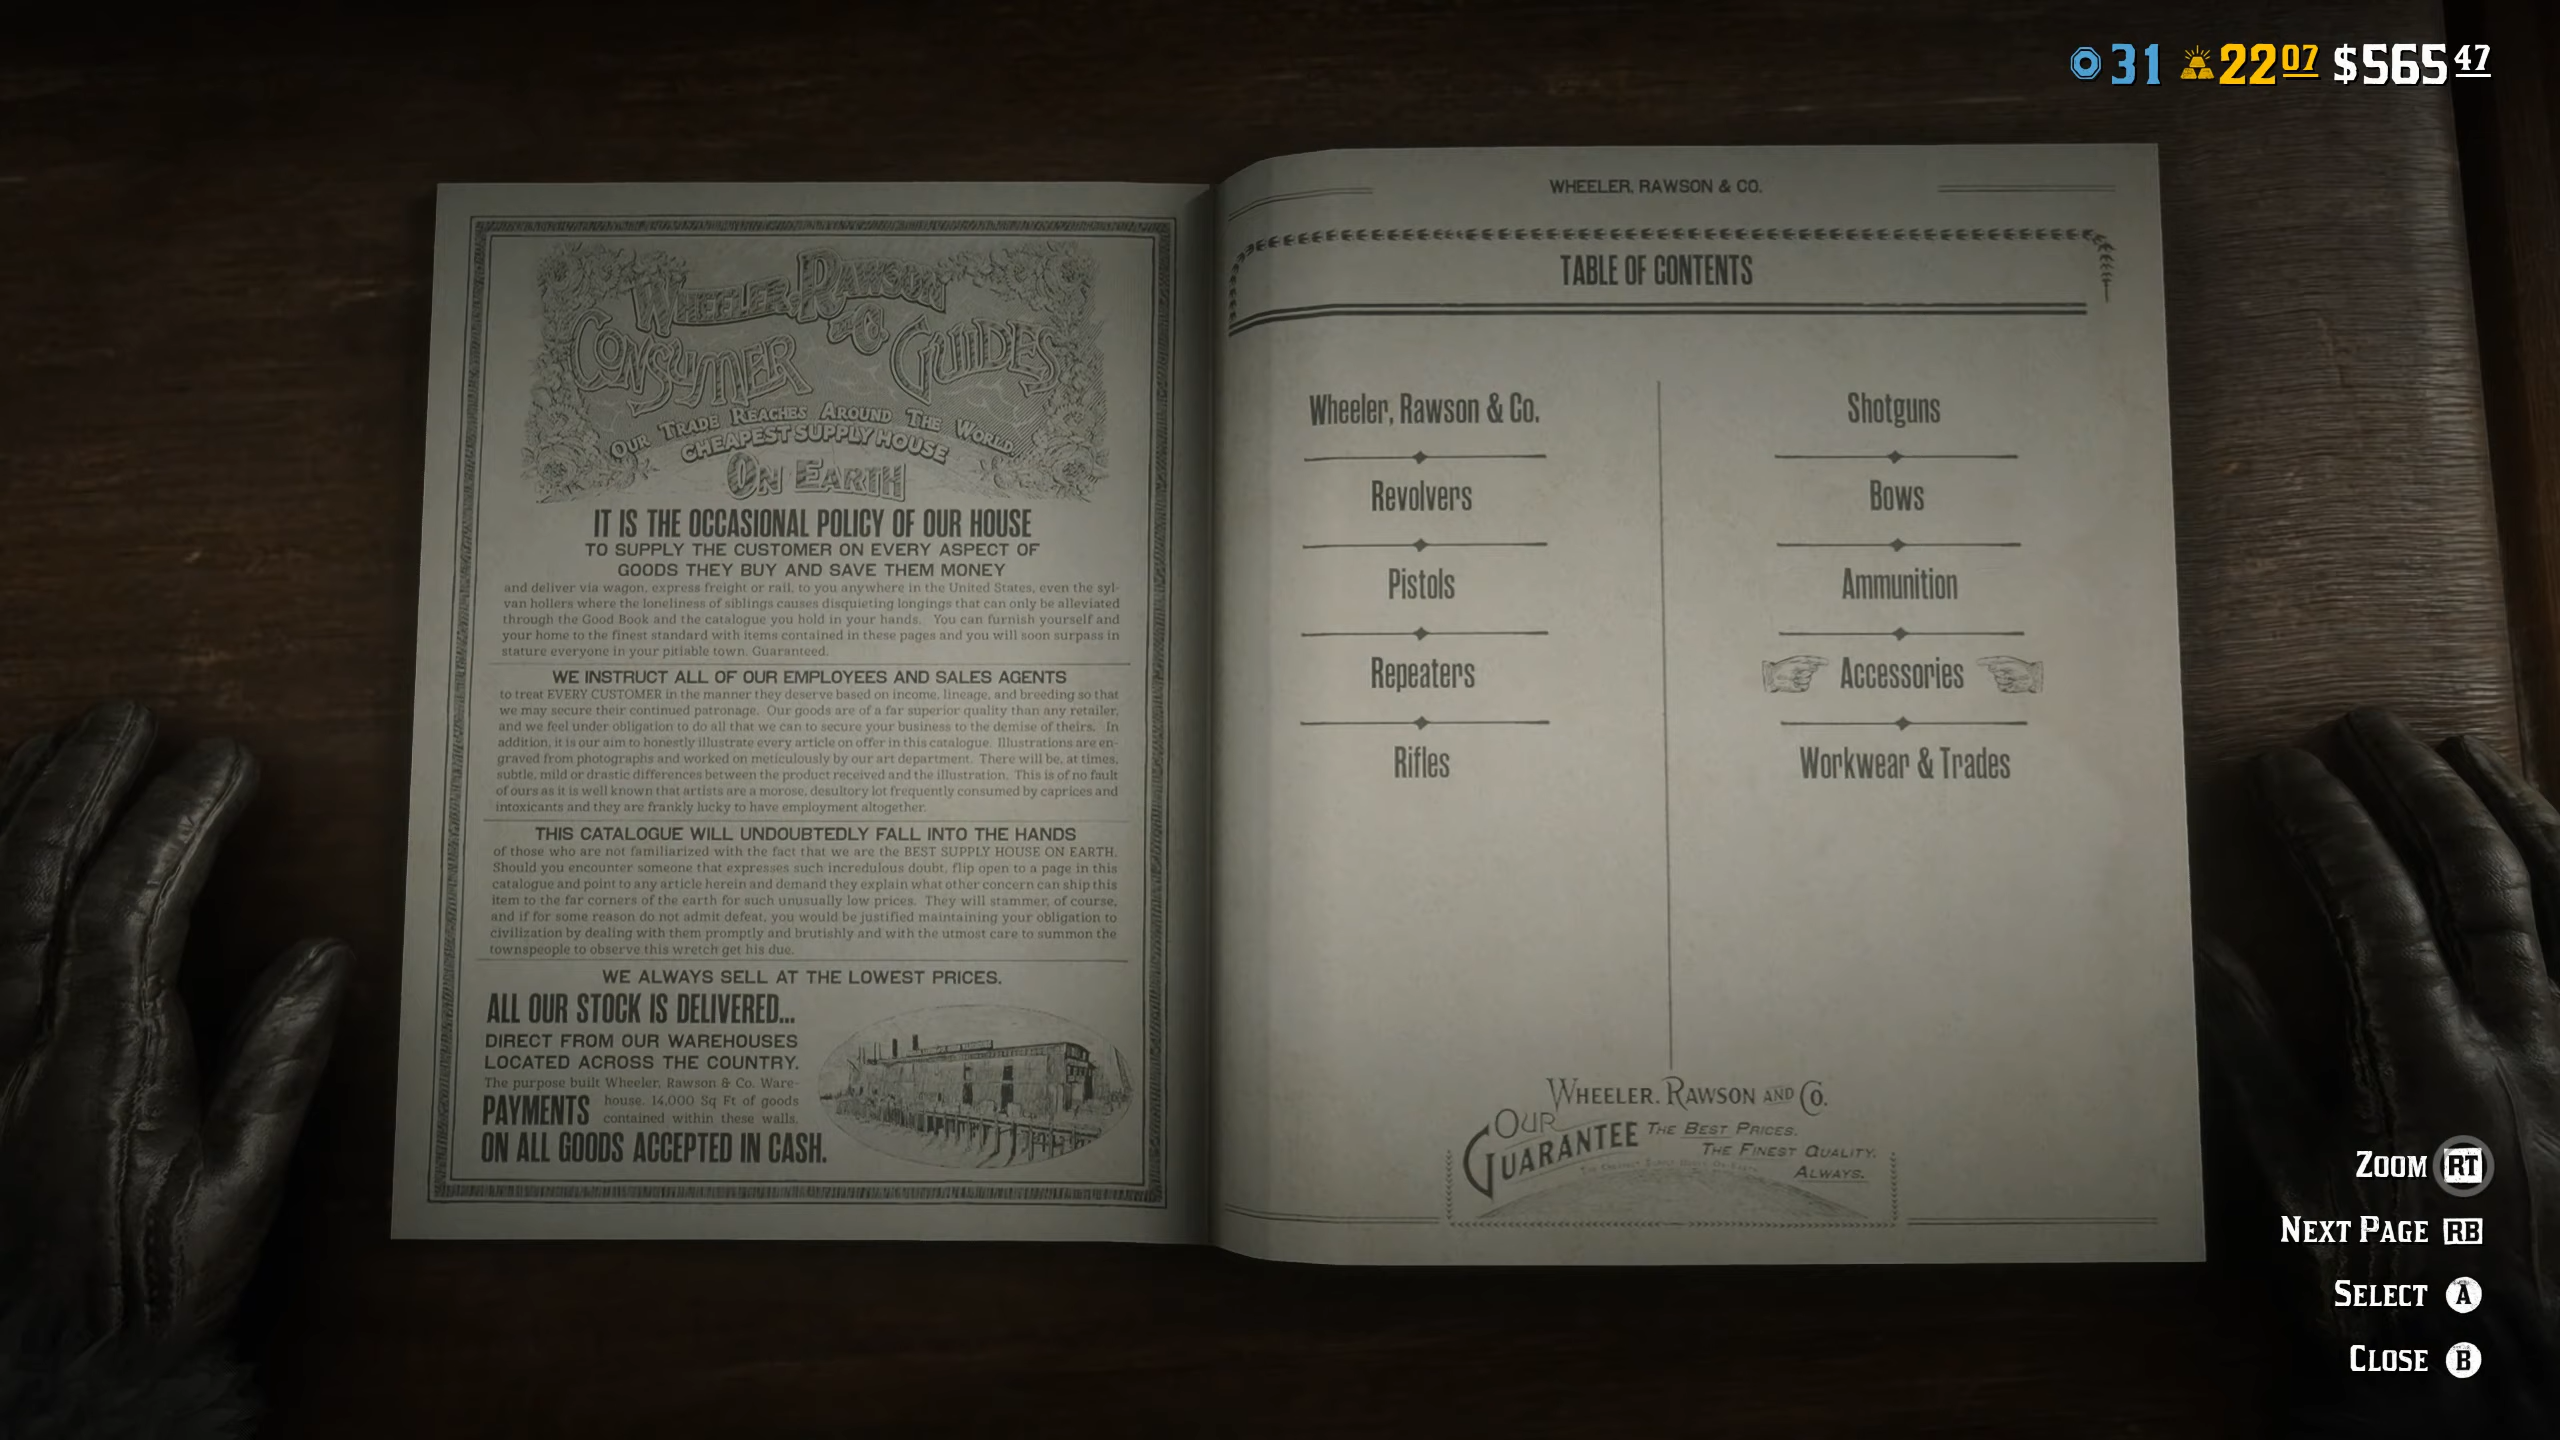 31 22.07 $565.47
WHEELER, RAWSON
AND Co.
CONSUMER GUIDES
OUR TRADE REACHES AROUND THE WORLD
CHEAPEST SUPPLY HOUSE
ON EARTH
IT IS THE OCCASIONAL POLICY OF OUR HOUSE
TO SUPPLY THE CUSTOMER ON EVERY ASPECT OF
GOODS THEY BUY AND SAVE THEM MONEY
and deliver via wagon, express freight or rail, to you anywhere in the United States, even the syl-
van hollers where the loneliness of siblings causes disquieting longings that can only be alleviated
through the Good Book and the catalogue you hold in your hands. You can furnish yourself and
your home to the finest standard with items contained in these pages and you will soon surpass in
stature everyone in your pitiable town. Guaranteed.
WE INSTRUCT ALL OF OUR EMPLOYEES AND SALES AGENTS
to treat EVERY CUSTOMER in the manner they deserve based on income, lineage, and breeding so that
we may secure their continued patronage. Our goods are of a far superior quality than any retailer,
and we feel under obligation to do all that we can to secure your business to the demise of theirs. In
addition, it is our aim to honestly illustrate every article on offer in this catalogue. Illustrations are en-
graved from photographs and worked on meticulously by our art department. There will be, at times,
subtle, mild or drastic differences between the product received and the illustration. This is of no fault
of ours as it is well known that artists are a morose, desultory lot frequently consumed by caprices and
intoxicants and they are frankly lucky to have employment altogether.
THIS CATALOGUE WILL UNDOUBTEDLY FALL INTO THE HANDS
of those who are not familiarized with the fact that we are the BEST SUPPLY HOUSE ON EARTH.
Should you encounter someone that expresses such incredulous doubt, flip open to a page in this
catalogue and point to any article herein and demand they explain what other concern can ship this
item to the far corners of the earth for such unusually low prices. They will stammer, of course,
and if for some reason do not admit defeat, you would be justified maintaining your obligation to
civilization by dealing with them promptly and brutishly and with the utmost care to summon the
townspeople to observe this wretch get his due.
WE ALWAYS SELL AT THE LOWEST PRICES.
ALL OUR STOCK IS DELIVERED...
DIRECT FROM OUR WAREHOUSES
LOCATED ACROSS THE COUNTRY.
The purpose built Wheeler, Rawson & Co. Ware-
house. 14,000 Sq Ft of goods
contained within these walls.
PAYMENTS
ON ALL GOODS ACCEPTED IN CASH.
WHEELER, RAWSON & CO.
TABLE OF CONTENTS
Wheeler, Rawson & Co.
Revolvers
Pistols
Repeaters
Rifles
Shotguns
Bows
Ammunition
Accessories
Workwear & Trades
WHEELER, RAWSON AND CO.
OUR
GUARANTEE
THE BEST PRICES.
THE FINEST QUALITY.
ALWAYS.
ZOOM RT
NEXT PAGE RB
SELECT A
CLOSE B